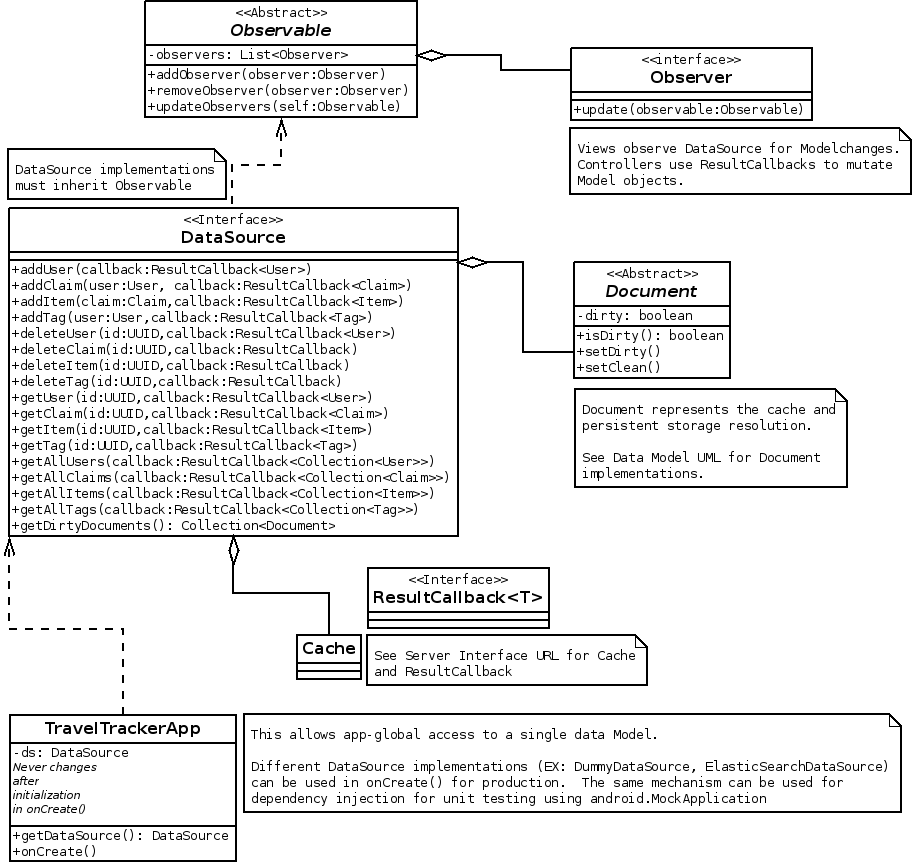 <<Abstract>>
Observable
-observers: List<Observer>
+addObserver(observer:Observer)
+removeObserver(observer:Observer)
+updateObservers(self:Observable)
<<interface>>
Observer
+update(observable:Observable)
Views observe DataSource for Modelchanges.
Controllers use ResultCallbacks to mutate
Model objects.
DataSource implementations
must inherit Observable
<<Interface>>
DataSource
+addUser(callback:ResultCallback<User>)
+addClaim(user:User, callback:ResultCallback<Claim>)
+addItem(claim:Claim,callback:ResultCallback<Item>)
+addTag(user:User,callback:ResultCallback<Tag>)
+deleteUser(id:UUID,callback:ResultCallback<User>)
+deleteClaim(id:UUID,callback:ResultCallback)
+deleteItem(id:UUID,callback:ResultCallback)
+deleteTag(id:UUID,callback:ResultCallback)
+getUser(id:UUID,callback:ResultCallback<User>)
+getClaim(id:UUID,callback:ResultCallback<Claim>)
+getItem(id:UUID,callback:ResultCallback<Item>)
+getTag(id:UUID,callback:ResultCallback<Tag>)
+getAllUsers(callback:ResultCallback<Collection<User>>)
+getAllClaims(callback:ResultCallback<Collection<Claim>>)
+getAllItems(callback:ResultCallback<Collection<Item>>)
+getAllTags(callback:ResultCallback<Collection<Tag>>)
+getDirtyDocuments(): Collection<Document>
<<Abstract>>
Document
-dirty: boolean
+isDirty(): boolean
+setDirty()
+setClean()
Document represents the cache and
persistent storage resolution.
See Data Model UML for Document
implementations.
<<Interface>>
ResultCallback<T>
Cache
See Server Interface URL for Cache
and ResultCallback
TravelTrackerApp
-ds: DataSource
Never changes
after
initialization
in onCreate()
+getDataSource(): DataSource
+onCreate()
This allows app-global access to a single data Model.
Different DataSource implementations (EX: DummyDataSource, ElasticSearchDataSource)
can be used in onCreate() for production.  The same mechanism can be used for
dependency injection for unit testing using android.MockApplication